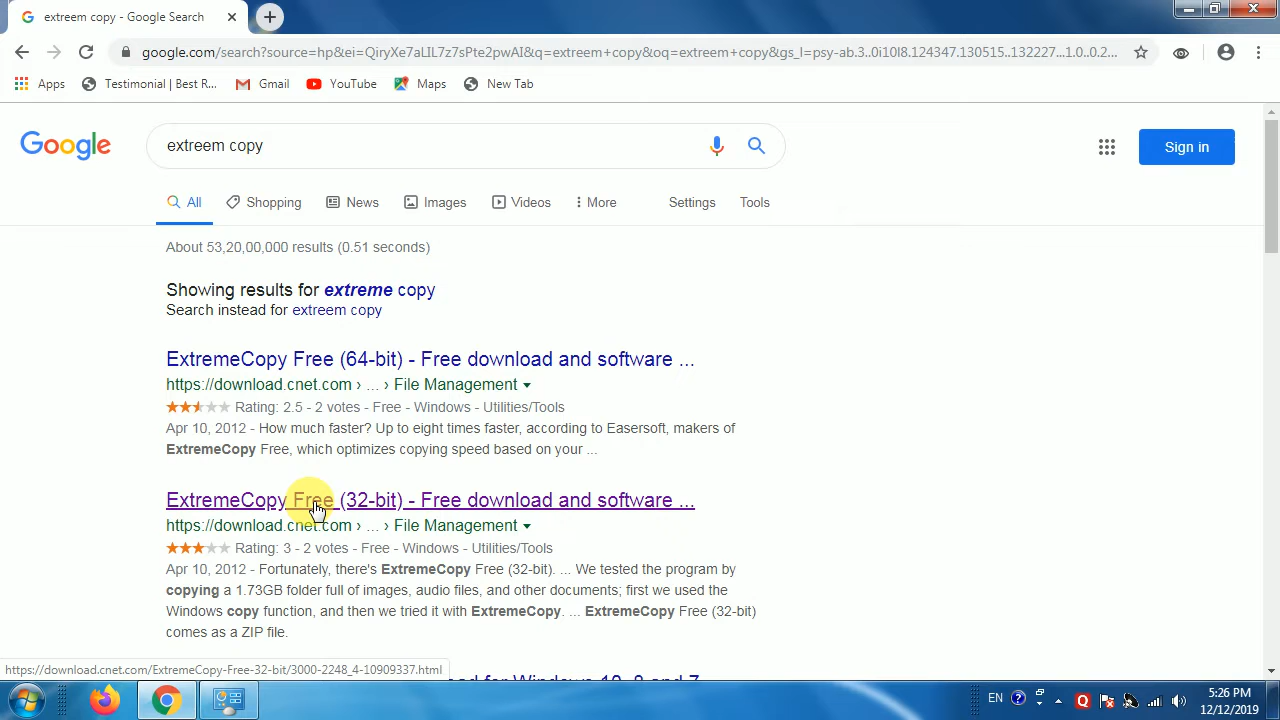 extreem copy - Google Search
google.com/search?source=hp&ei=QiryXe7aLIL7z7sPte2pwAI&q=extreem+copy&oq=extreem+copy&gs_l=psy-ab.3..0i10l8.124347.130515..132227...1.0..0.2...
Apps
Testimonial | Best R...
Gmail
YouTube
Maps
New Tab
Google
extreem copy
Sign in
All
Shopping
News
Images
Videos
More
Settings
Tools
About 53,20,00,000 results (0.51 seconds)
Showing results for extreme copy
Search instead for extreem copy
ExtremeCopy Free (64-bit) - Free download and software ...
https://download.cnet.com › ... › File Management
Rating: 2.5 - 2 votes - Free - Windows - Utilities/Tools
Apr 10, 2012 - How much faster? Up to eight times faster, according to Easersoft, makers of
ExtremeCopy Free, which optimizes copying speed based on your ...
ExtremeCopy Free (32-bit) - Free download and software ...
https://download.cnet.com › ... › File Management
Rating: 3 - 2 votes - Free - Windows - Utilities/Tools
Apr 10, 2012 - Fortunately, there's ExtremeCopy Free (32-bit). ... We tested the program by
copying a 1.73GB folder full of images, audio files, and other documents; first we used the
Windows copy function, and then we tried it with ExtremeCopy. ... ExtremeCopy Free (32-bit)
comes as a ZIP file.
https://download.cnet.com/ExtremeCopy-Free-32-bit/3000-2248_4-10909337.html
for Windows 10, 8 and 7
EN
5:26 PM
12/12/2019